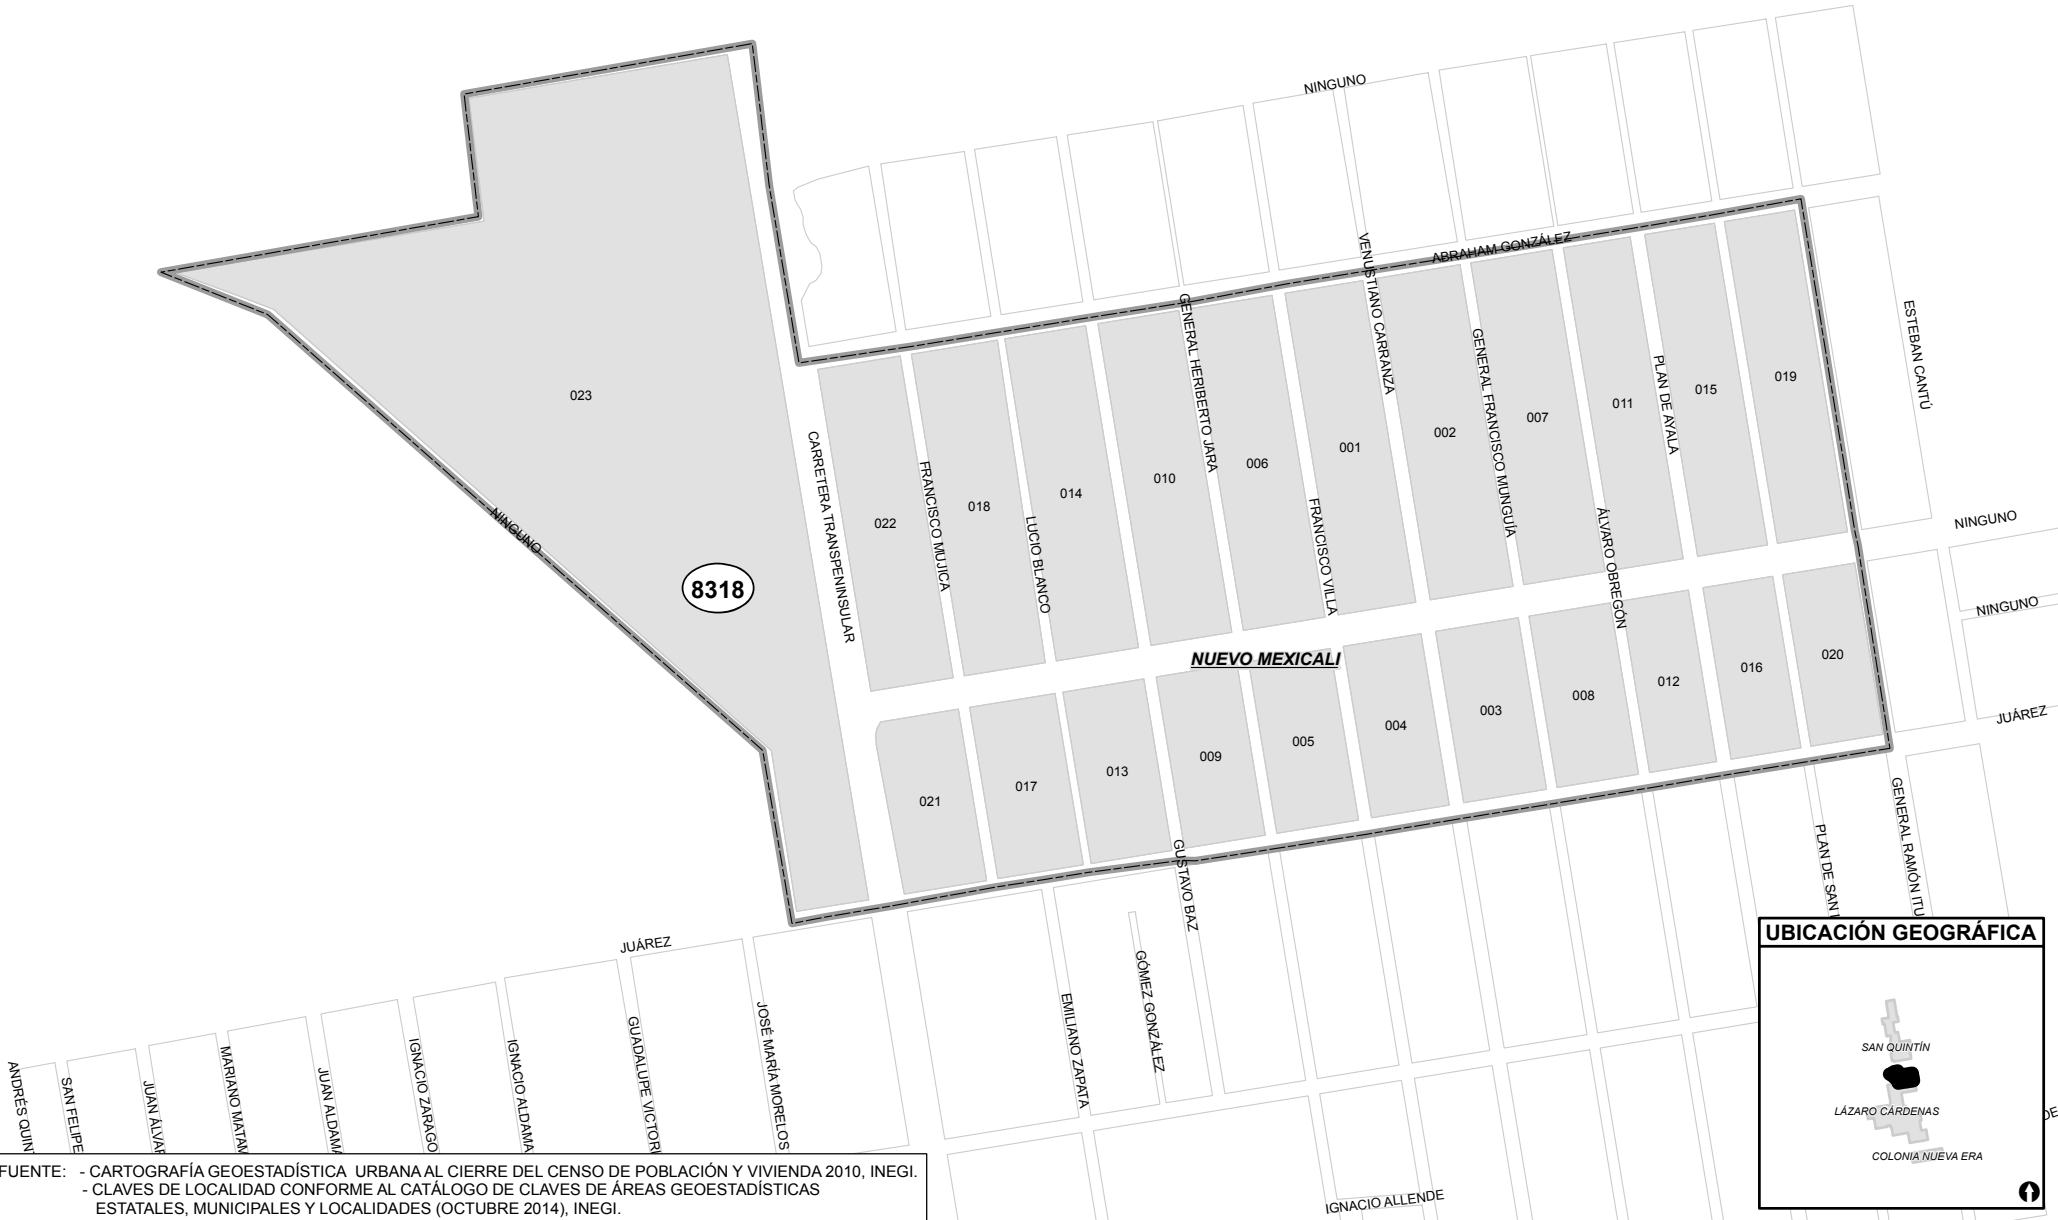 NINGUNO
ABRAHAM GONZÁLEZ
VENUSTIANO CARRANZA
GENERAL HERIBERTO JARA
GENERAL FRANCISCO MUNGUÍA
PLAN DE AYALA
ESTEBAN CANTÚ
023
019
015
011
007
002
001
006
010
014
018
022
CARRETERA TRANSPENINSULAR
FRANCISCO MUJICA
LUCIO BLANCO
FRANCISCO VILLA
ÁLVARO OBREGÓN
NINGUNO
NINGUNO
NINGUNO
8318
NUEVO MEXICALI
020
016
012
008
003
004
005
009
013
017
021
JUÁREZ
GENERAL RAMÓN ITU
PLAN DE SAN
GUSTAVO BAZ
GÓMEZ GONZÁLEZ
EMILIANO ZAPATA
JUÁREZ
JOSÉ MARÍA MORELOS
GUADALUPE VICTORI
IGNACIO ALDAMA
IGNACIO ZARAGO
JUAN ALDAMA
MARIANO MATAM
JUAN ÁLVAR
SAN FELIPE
ANDRÉS QUIN
IGNACIO ALLENDE
DE
UBICACIÓN GEOGRÁFICA
SAN QUINTÍN
LÁZARO CÁRDENAS
COLONIA NUEVA ERA
FUENTE: - CARTOGRAFÍA GEOESTADÍSTICA URBANA AL CIERRE DEL CENSO DE POBLACIÓN Y VIVIENDA 2010, INEGI.
- CLAVES DE LOCALIDAD CONFORME AL CATÁLOGO DE CLAVES DE ÁREAS GEOESTADÍSTICAS
ESTATALES, MUNICIPALES Y LOCALIDADES (OCTUBRE 2014), INEGI.